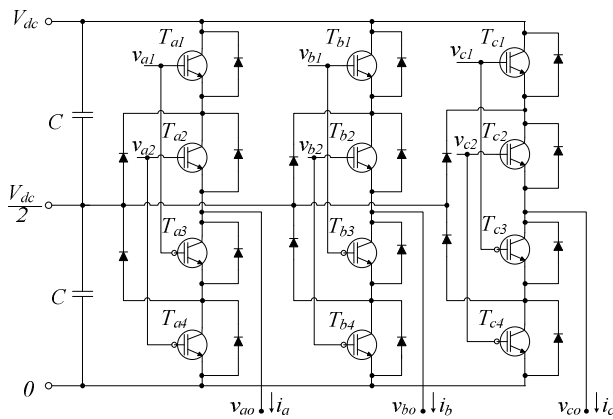 V_dc
T_a1
T_b1
T_c1
v_a1
v_b1
v_c1
C
T_a2
T_b2
T_c2
v_a2
v_b2
v_c2
V_dc/2
T_a3
T_b3
T_c3
C
T_a4
T_b4
T_c4
0
v_ao
i_a
v_bo
i_b
v_co
i_c